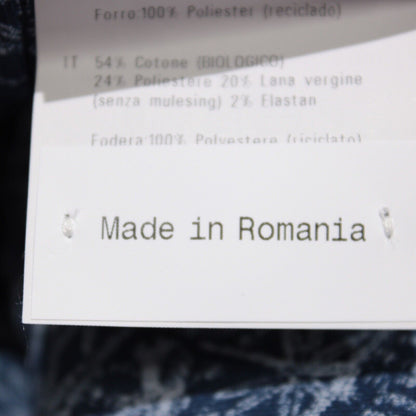 Forro:100% Poliester (reciclado)
IT 54% Cotone (BIOLOGICO)
24% Poliestere 20% Lana vergine
(senza mulesing) 2% Elastan
Fodera:100% Polyestere (riciclato)
Made in Romania